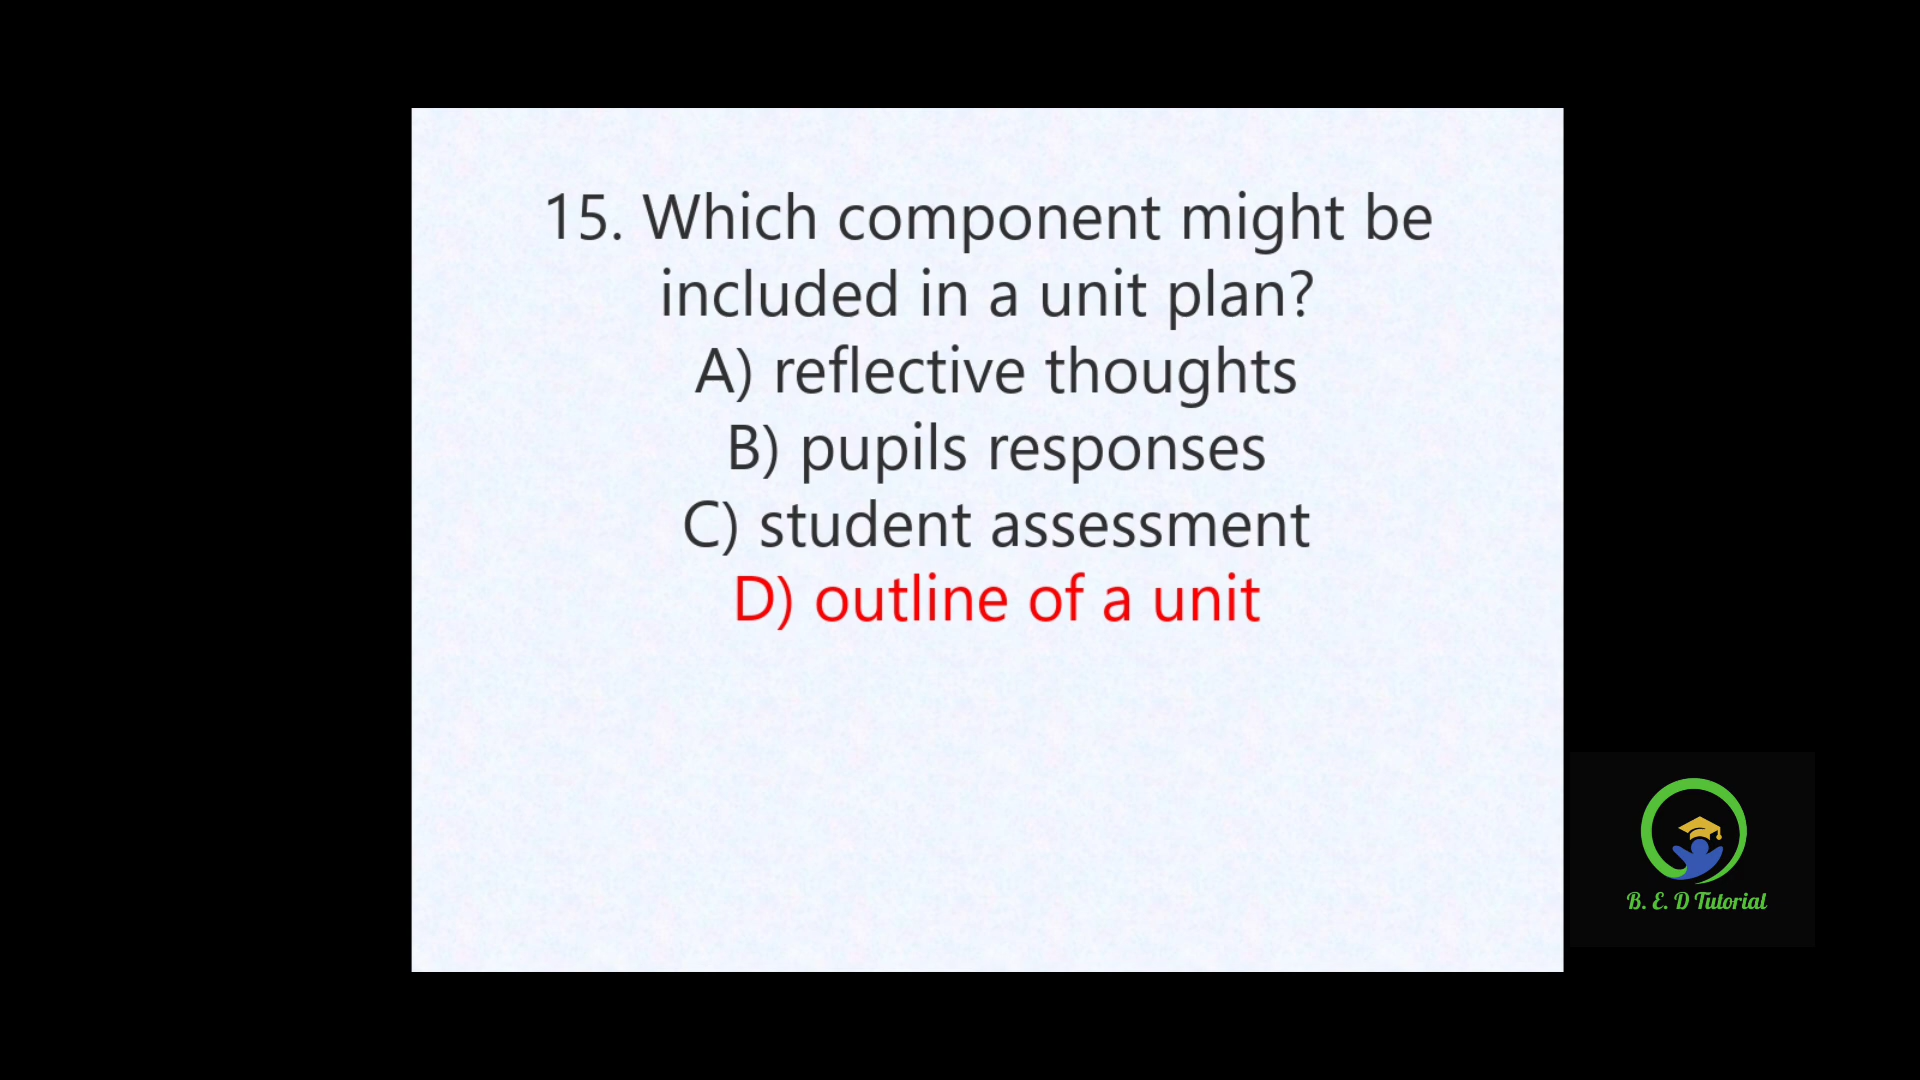 15. Which component might be
included in a unit plan?
A) reflective thoughts
B) pupils responses
C) student assessment
D) outline of a unit
B. E. D Tutorial